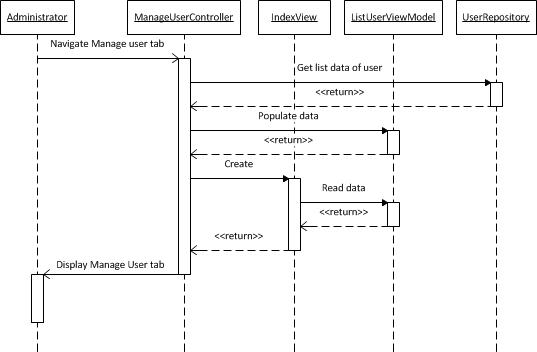 Administrator
ManageUserController
IndexView
ListUserViewModel
UserRepository
Navigate Manage user tab
Get list data of user
<<return>>
Populate data
<<return>>
Create
Read data
<<return>>
<<return>>
Display Manage User tab